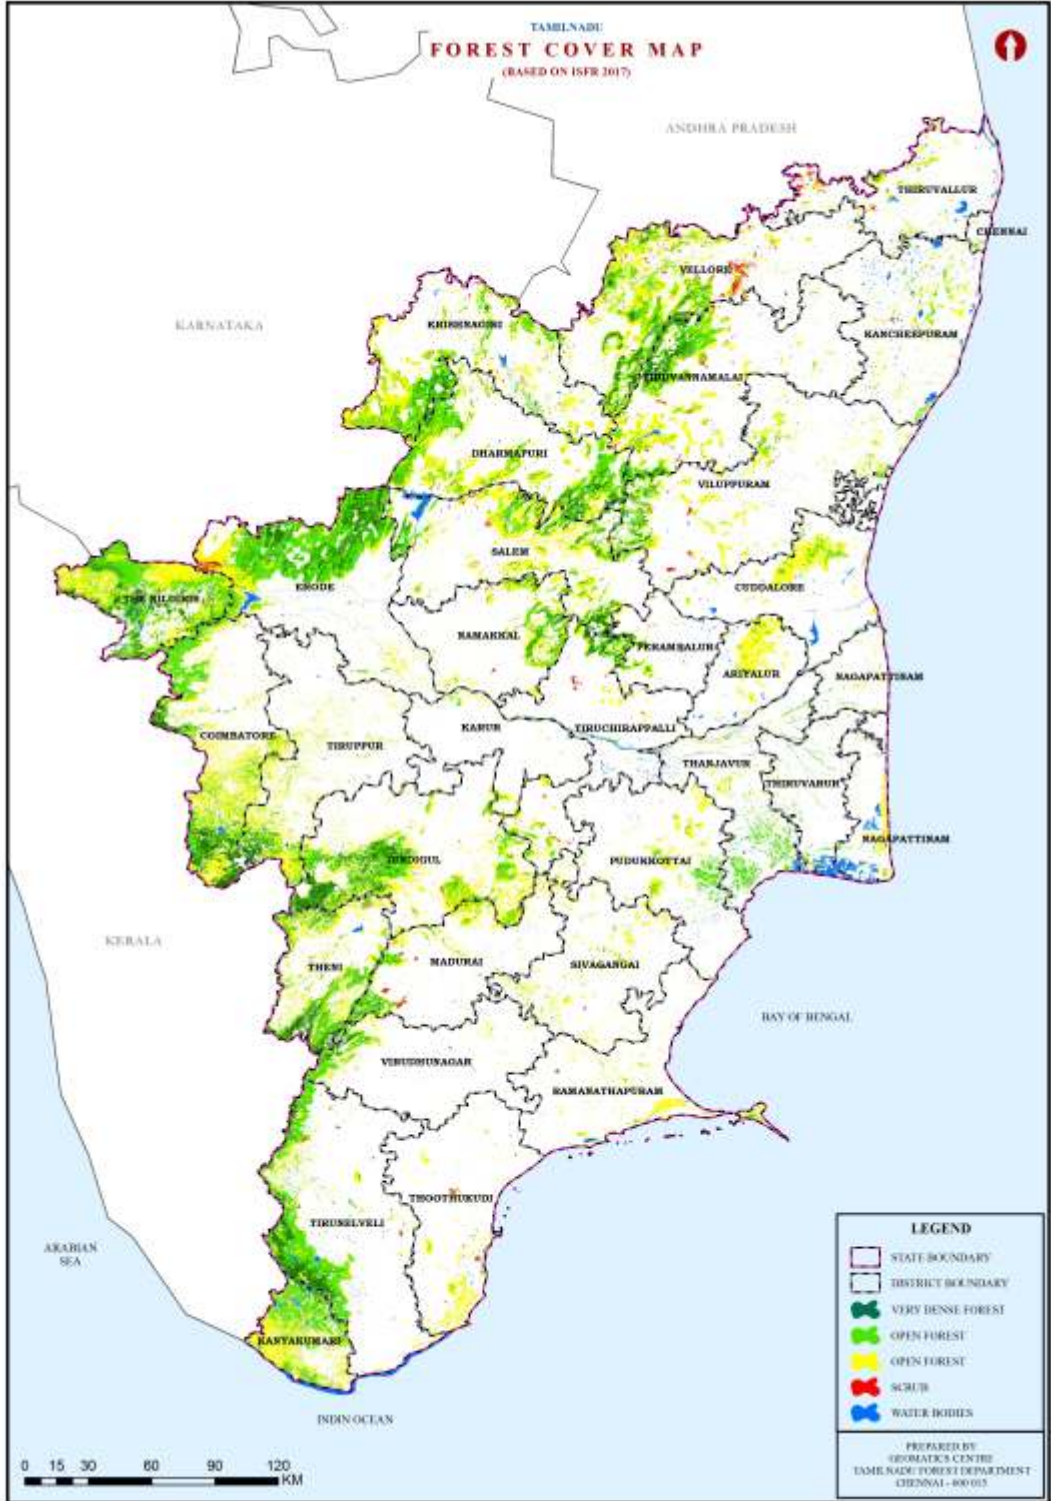 TAMILNADU
FOREST COVER MAP
(BASED ON ISFR 2017)
ANDHRA PRADESH
THIRUVALLUR
CHENNAI
VELLORE
KARNATAKA
KRISHNAGIRI
KANCHEEPURAM
TIRUVANNAMALAI
DHARMAPURI
VILUPPURAM
SALEM
ERODE
CUDDALORE
THE NILGIRIS
NAMAKKAL
PERAMBALUR
ARIYALUR
NAGAPATTINAM
COIMBATORE
TIRUPPUR
KARUR
TIRUCHIRAPPALLI
THANJAVUR
THIRUVARUR
NAGAPATTINAM
DINDIGUL
PUDUKKOTTAI
KERALA
THENI
MADURAI
SIVAGANGAI
BAY OF BENGAL
VIRUDHUNAGAR
RAMANATHAPURAM
THOOTHUKUDI
TIRUNELVELI
ARABIAN
SEA
KANYAKUMARI
INDIN OCEAN
LEGEND
STATE BOUNDARY
DISTRICT BOUNDARY
VERY DENSE FOREST
OPEN FOREST
OPEN FOREST
SCRUB
WATER BODIES
PREPARED BY
GEOMATICS CENTRE
TAMIL NADU FOREST DEPARTMENT
CHENNAI - 600 015
0 15 30 60 90 120
KM